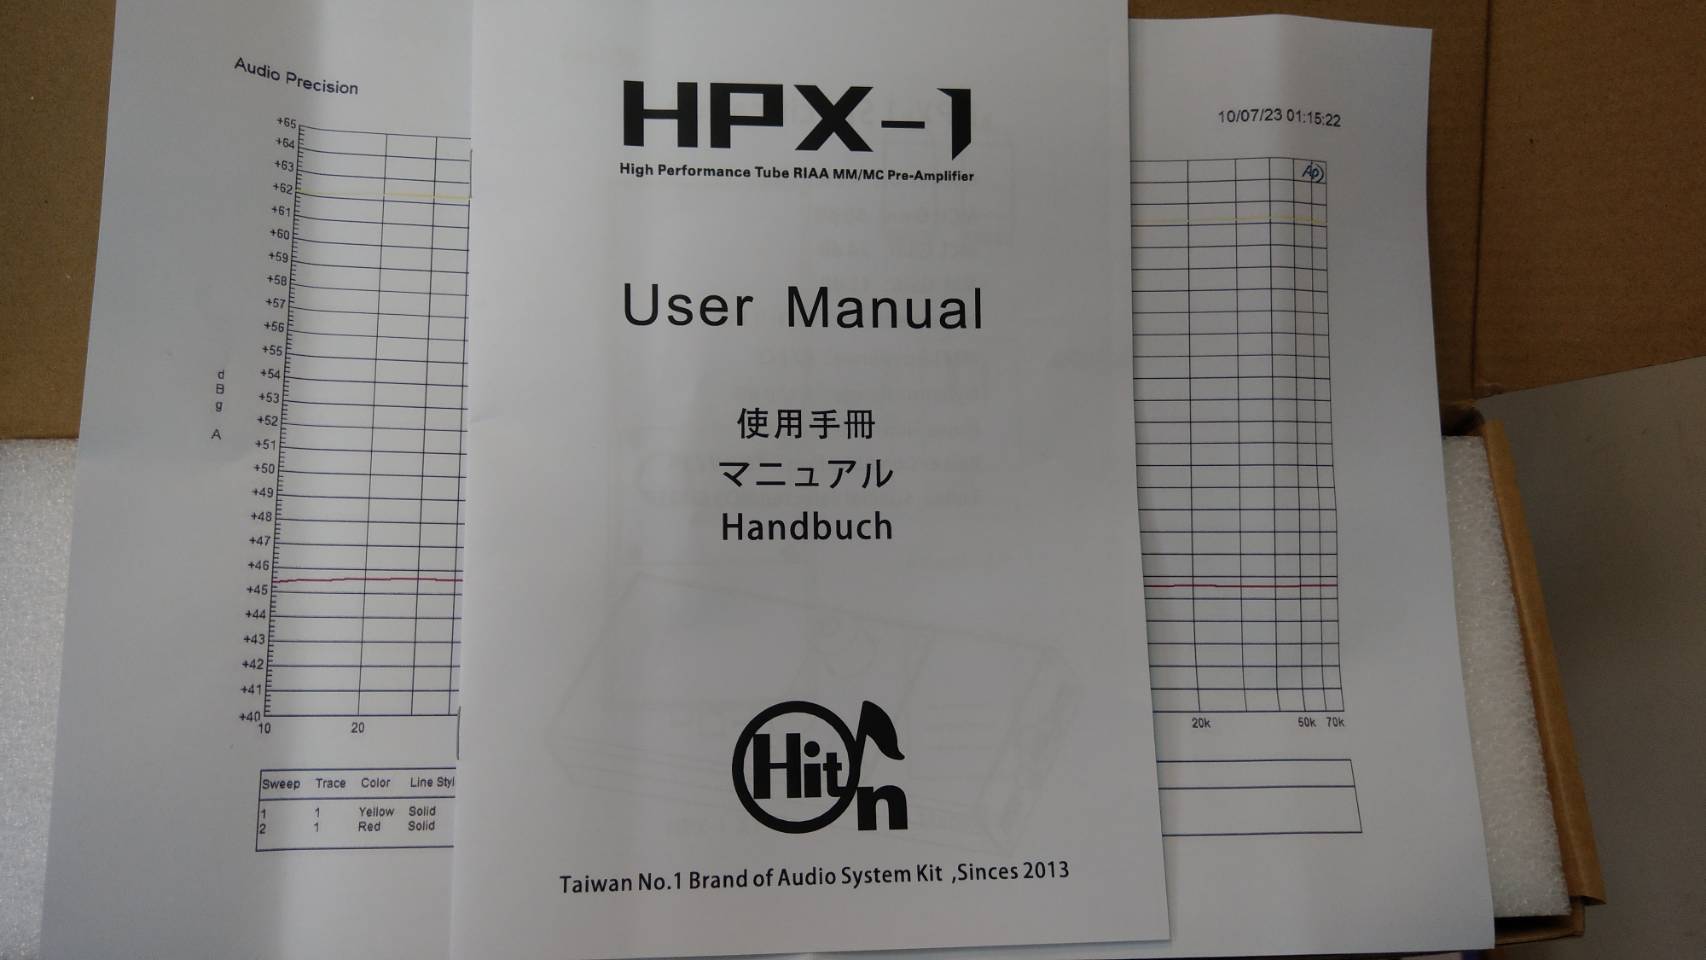 Audio Precision
10/07/23 01:15:22
Ap
+65
+64
+63
+62
+61
+60
+59
+58
+57
+56
+55
+54
+53
+52
+51
+50
+49
+48
+47
+46
+45
+44
+43
+42
+41
+40
d
B
g
A
10
20
20k
50k
70k
Sweep Trace Color Line Styl
1 1 Yellow Solid
2 1 Red Solid
HPX-1
High Performance Tube RIAA MM/MC Pre-Amplifier
User Manual
使用手冊
マニュアル
Handbuch
Hit
n
Taiwan No.1 Brand of Audio System Kit ,Sinces 2013